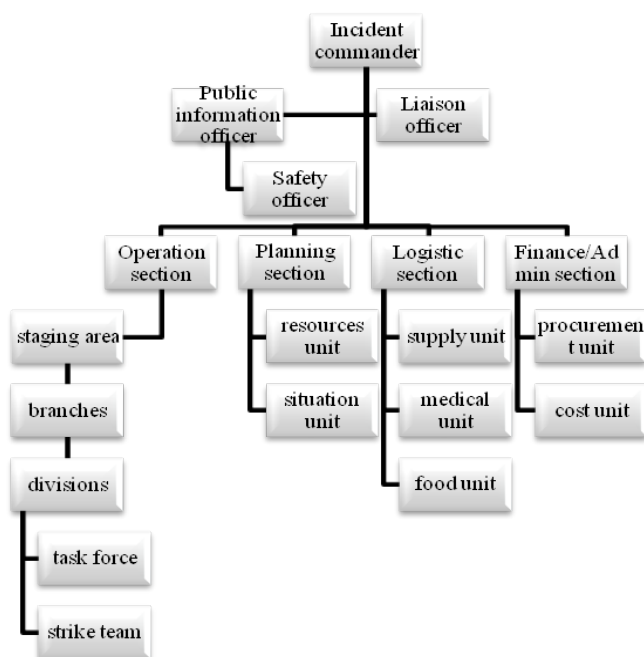 Incident
commander
Public
information
officer
Liaison
officer
Safety
officer
Operation
section
Planning
section
Logistic
section
Finance/Ad
min section
staging area
resources
unit
supply unit
procuremen
t unit
branches
situation
unit
medical
unit
cost unit
divisions
food unit
task force
strike team